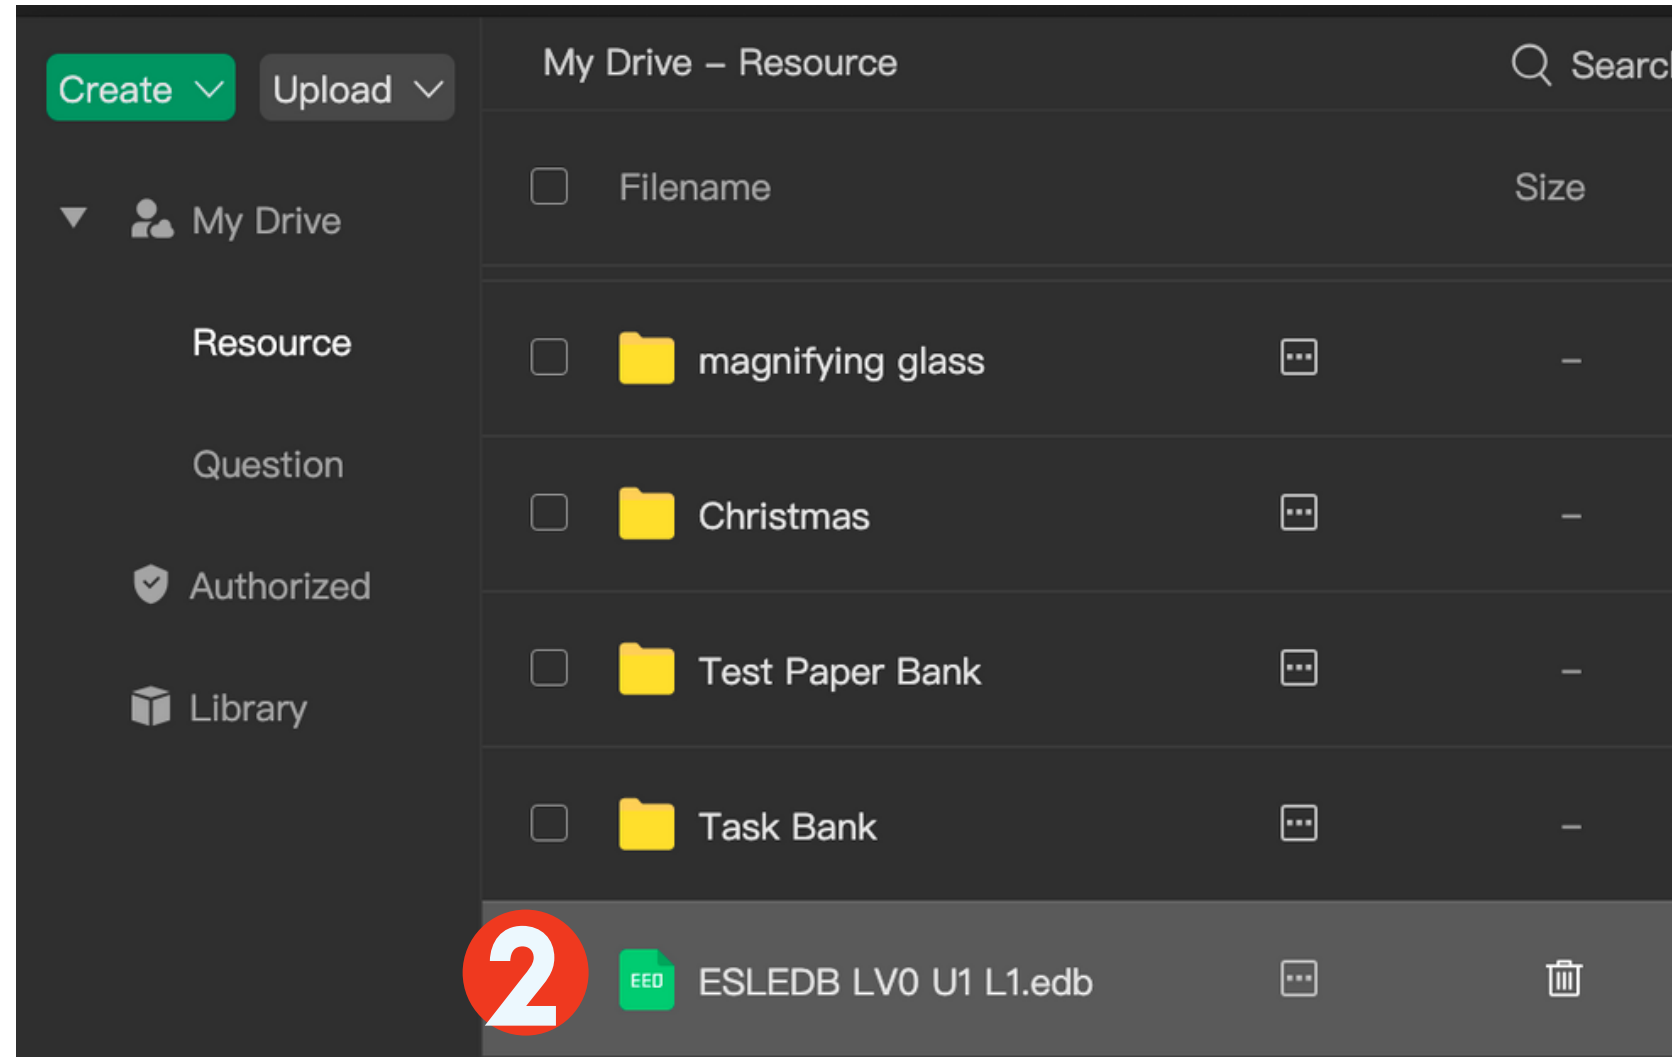 Create
Upload
My Drive
Resource
Question
Authorized
Library
My Drive – Resource
Search
Filename
Size
magnifying glass
–
Christmas
–
Test Paper Bank
–
Task Bank
–
2
EEO
ESLEDB LV0 U1 L1.edb